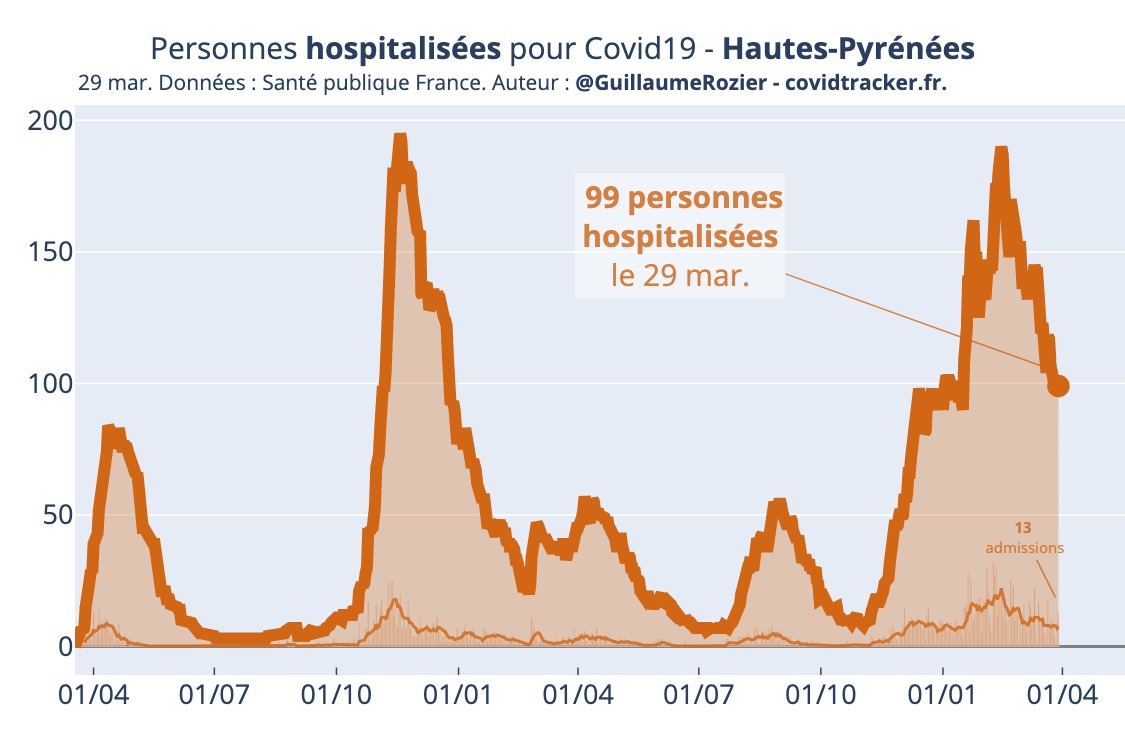 Personnes hospitalisées pour Covid19 - Hautes-Pyrénées
29 mar. Données : Santé publique France. Auteur : @GuillaumeRozier - covidtracker.fr.
200
150
100
50
0
99 personnes
hospitalisées
le 29 mar.
13
admissions
01/04 01/07 01/10 01/01 01/04 01/07 01/10 01/01 01/04